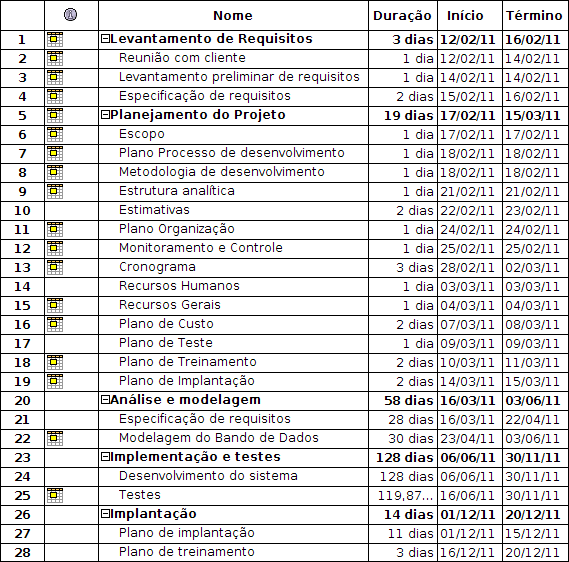 Nome Duração Início Término
1 Levantamento de Requisitos 3 dias 12/02/11 16/02/11
2 Reunião com cliente 1 dia 12/02/11 14/02/11
3 Levantamento preliminar de requisitos 1 dia 14/02/11 14/02/11
4 Especificação de requisitos 2 dias 15/02/11 16/02/11
5 Planejamento do Projeto 19 dias 17/02/11 15/03/11
6 Escopo 1 dia 17/02/11 17/02/11
7 Plano Processo de desenvolvimento 1 dia 18/02/11 18/02/11
8 Metodologia de desenvolvimento 1 dia 18/02/11 18/02/11
9 Estrutura analítica 1 dia 21/02/11 21/02/11
10 Estimativas 2 dias 22/02/11 23/02/11
11 Plano Organização 1 dia 24/02/11 24/02/11
12 Monitoramento e Controle 1 dia 25/02/11 25/02/11
13 Cronograma 3 dias 28/02/11 02/03/11
14 Recursos Humanos 1 dia 03/03/11 03/03/11
15 Recursos Gerais 1 dia 04/03/11 04/03/11
16 Plano de Custo 2 dias 07/03/11 08/03/11
17 Plano de Teste 1 dia 09/03/11 09/03/11
18 Plano de Treinamento 2 dias 10/03/11 11/03/11
19 Plano de Implantação 2 dias 14/03/11 15/03/11
20 Análise e modelagem 58 dias 16/03/11 03/06/11
21 Especificação de requisitos 28 dias 16/03/11 22/04/11
22 Modelagem do Bando de Dados 30 dias 23/04/11 03/06/11
23 Implementação e testes 128 dias 06/06/11 30/11/11
24 Desenvolvimento do sistema 128 dias 06/06/11 30/11/11
25 Testes 119,87... 16/06/11 30/11/11
26 Implantação 14 dias 01/12/11 20/12/11
27 Plano de implantação 11 dias 01/12/11 15/12/11
28 Plano de treinamento 3 dias 16/12/11 20/12/11